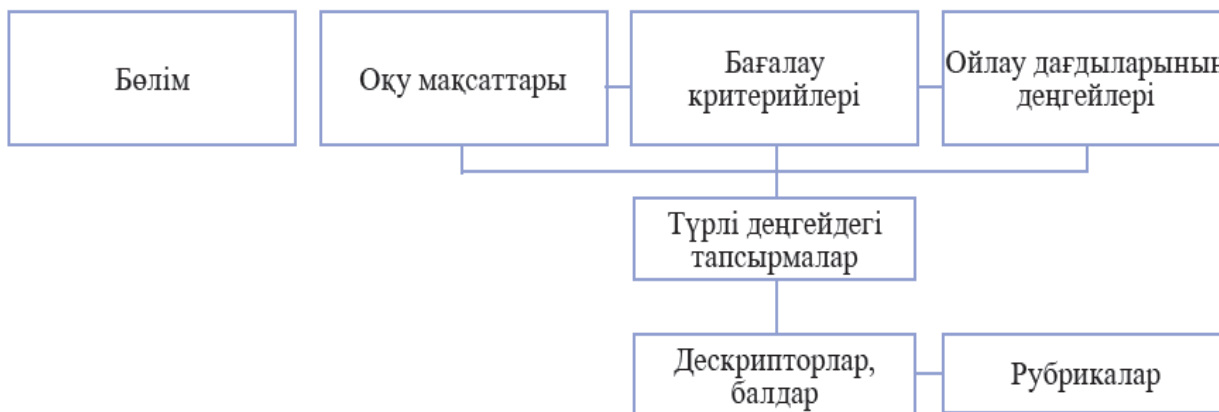 Бөлім
Оқу мақсаттары
Бағалау
критерийлері
Ойлау дағдыларының
деңгейлері
Түрлі деңгейдегі
тапсырмалар
Дескрипторлар,
балдар
Рубрикалар